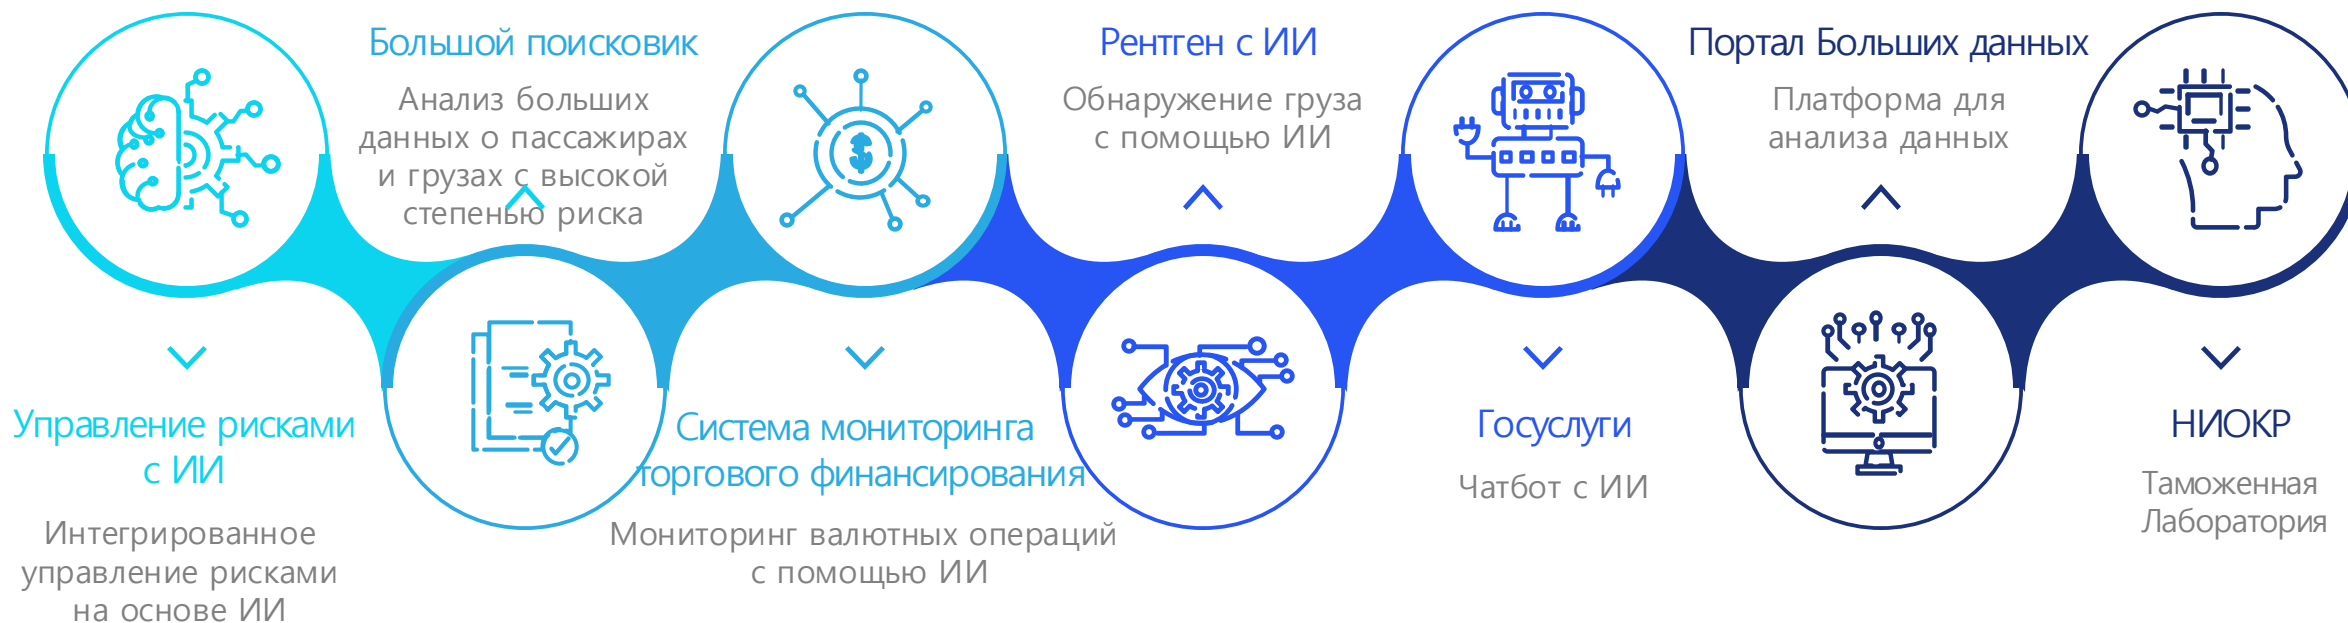 Управление рисками
с ИИ
Интегрированное
управление рисками
на основе ИИ
Большой поисковик
Анализ больших
данных о пассажирах
и грузах с высокой
степенью риска
Система мониторинга
торгового финансирования
Мониторинг валютных операций
с помощью ИИ
Рентген с ИИ
Обнаружение груза
с помощью ИИ
Госуслуги
Чатбот с ИИ
Портал Больших данных
Платформа для
анализа данных
НИОКР
Таможенная
Лаборатория